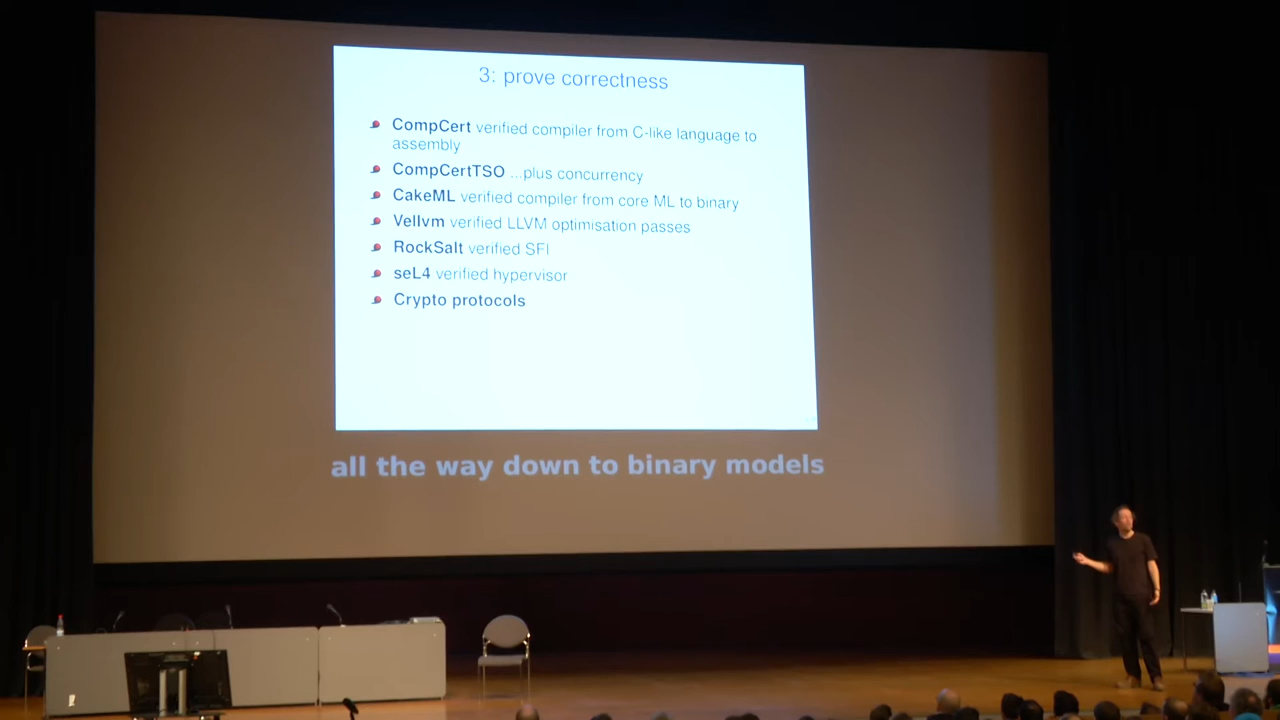 3: prove correctness
CompCert verified compiler from C-like language to
assembly
CompCertTSO ...plus concurrency
CakeML verified compiler from core ML to binary
Vellvm verified LLVM optimisation passes
RockSalt verified SFI
seL4 verified hypervisor
Crypto protocols
all the way down to binary models